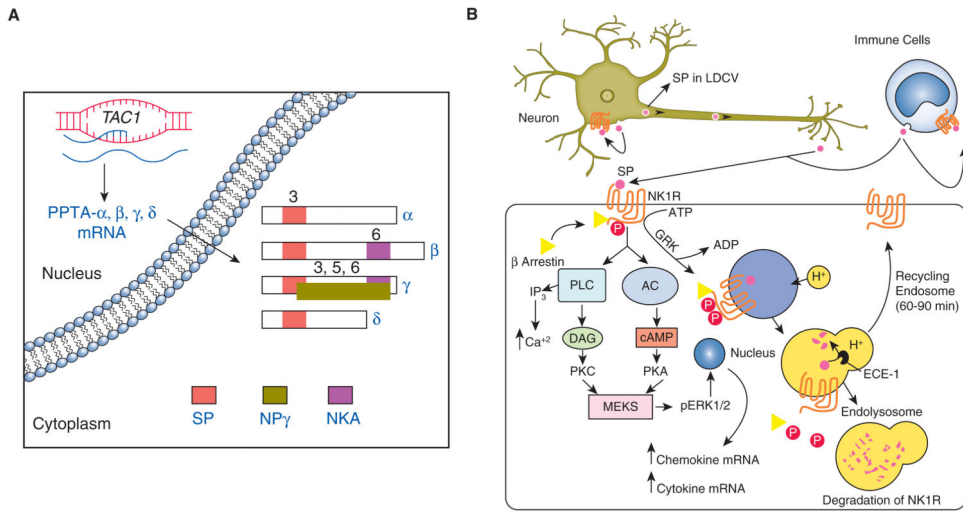 A
TAC1
PPTA-α, β, γ, δ
mRNA
Nucleus
3
α
6
β
3, 5, 6
γ
δ
Cytoplasm
SP
NPγ
NKA
B
Immune Cells
SP in LDCV
Neuron
SP
NK1R
ATP
P
GRK
ADP
β Arrestin
PLC
AC
H+
IP3
P
P
Recycling
Endosome
(60-90 min)
Ca+2
DAG
cAMP
Nucleus
H+
ECE-1
PKC
PKA
MEKS
pERK1/2
Endolysosome
P
P
Chemokine mRNA
Cytokine mRNA
Degradation of NK1R